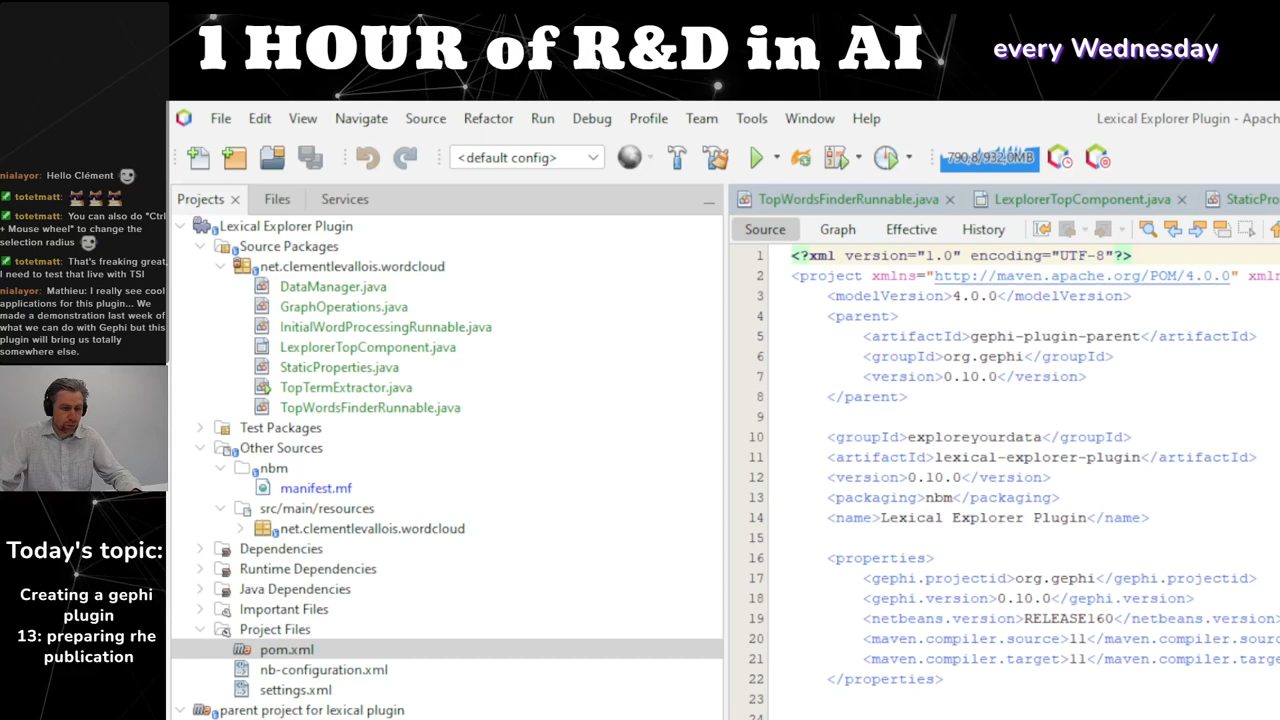 1 HOUR of R&D in AI
every Wednesday
nialayor: Hello Clément
totetmatt:
totetmatt: You can also do "Ctrl
+ Mouse wheel" to change the
selection radius
totetmatt: That's freaking great,
I need to test that live with TSI
nialayor: Mathieu: I really see cool
applications for this plugin... We
made a demonstration last week of
what we can do with Gephi but this
plugin will bring us totally
somewhere else.
Today's topic:
Creating a gephi
plugin
13: preparing rhe
publication
File Edit View Navigate Source Refactor Run Debug Profile Team Tools Window Help
Lexical Explorer Plugin - Apac
<default config>
790,8/932,0MB
Projects Files Services
Lexical Explorer Plugin
Source Packages
net.clementlevallois.wordcloud
DataManager.java
GraphOperations.java
InitialWordProcessingRunnable.java
LexplorerTopComponent.java
StaticProperties.java
TopTermExtractor.java
TopWordsFinderRunnable.java
Test Packages
Other Sources
nbm
manifest.mf
src/main/resources
net.clementlevallois.wordcloud
Dependencies
Runtime Dependencies
Java Dependencies
Important Files
Project Files
pom.xml
nb-configuration.xml
settings.xml
parent project for lexical plugin
TopWordsFinderRunnable.java LexplorerTopComponent.java StaticPro
Source Graph Effective History
1 <?xml version="1.0" encoding="UTF-8"?>
2 <project xmlns="http://maven.apache.org/POM/4.0.0" xmln
3 <modelVersion>4.0.0</modelVersion>
4 <parent>
5 <artifactId>gephi-plugin-parent</artifactId>
6 <groupId>org.gephi</groupId>
7 <version>0.10.0</version>
8 </parent>
9
10 <groupId>exploreyourdata</groupId>
11 <artifactId>lexical-explorer-plugin</artifactId>
12 <version>0.10.0</version>
13 <packaging>nbm</packaging>
14 <name>Lexical Explorer Plugin</name>
15
16 <properties>
17 <gephi.projectid>org.gephi</gephi.projectid>
18 <gephi.version>0.10.0</gephi.version>
19 <netbeans.version>RELEASE160</netbeans.version>
20 <maven.compiler.source>11</maven.compiler.sourc
21 <maven.compiler.target>11</maven.compiler.targe
22 </properties>
23
24